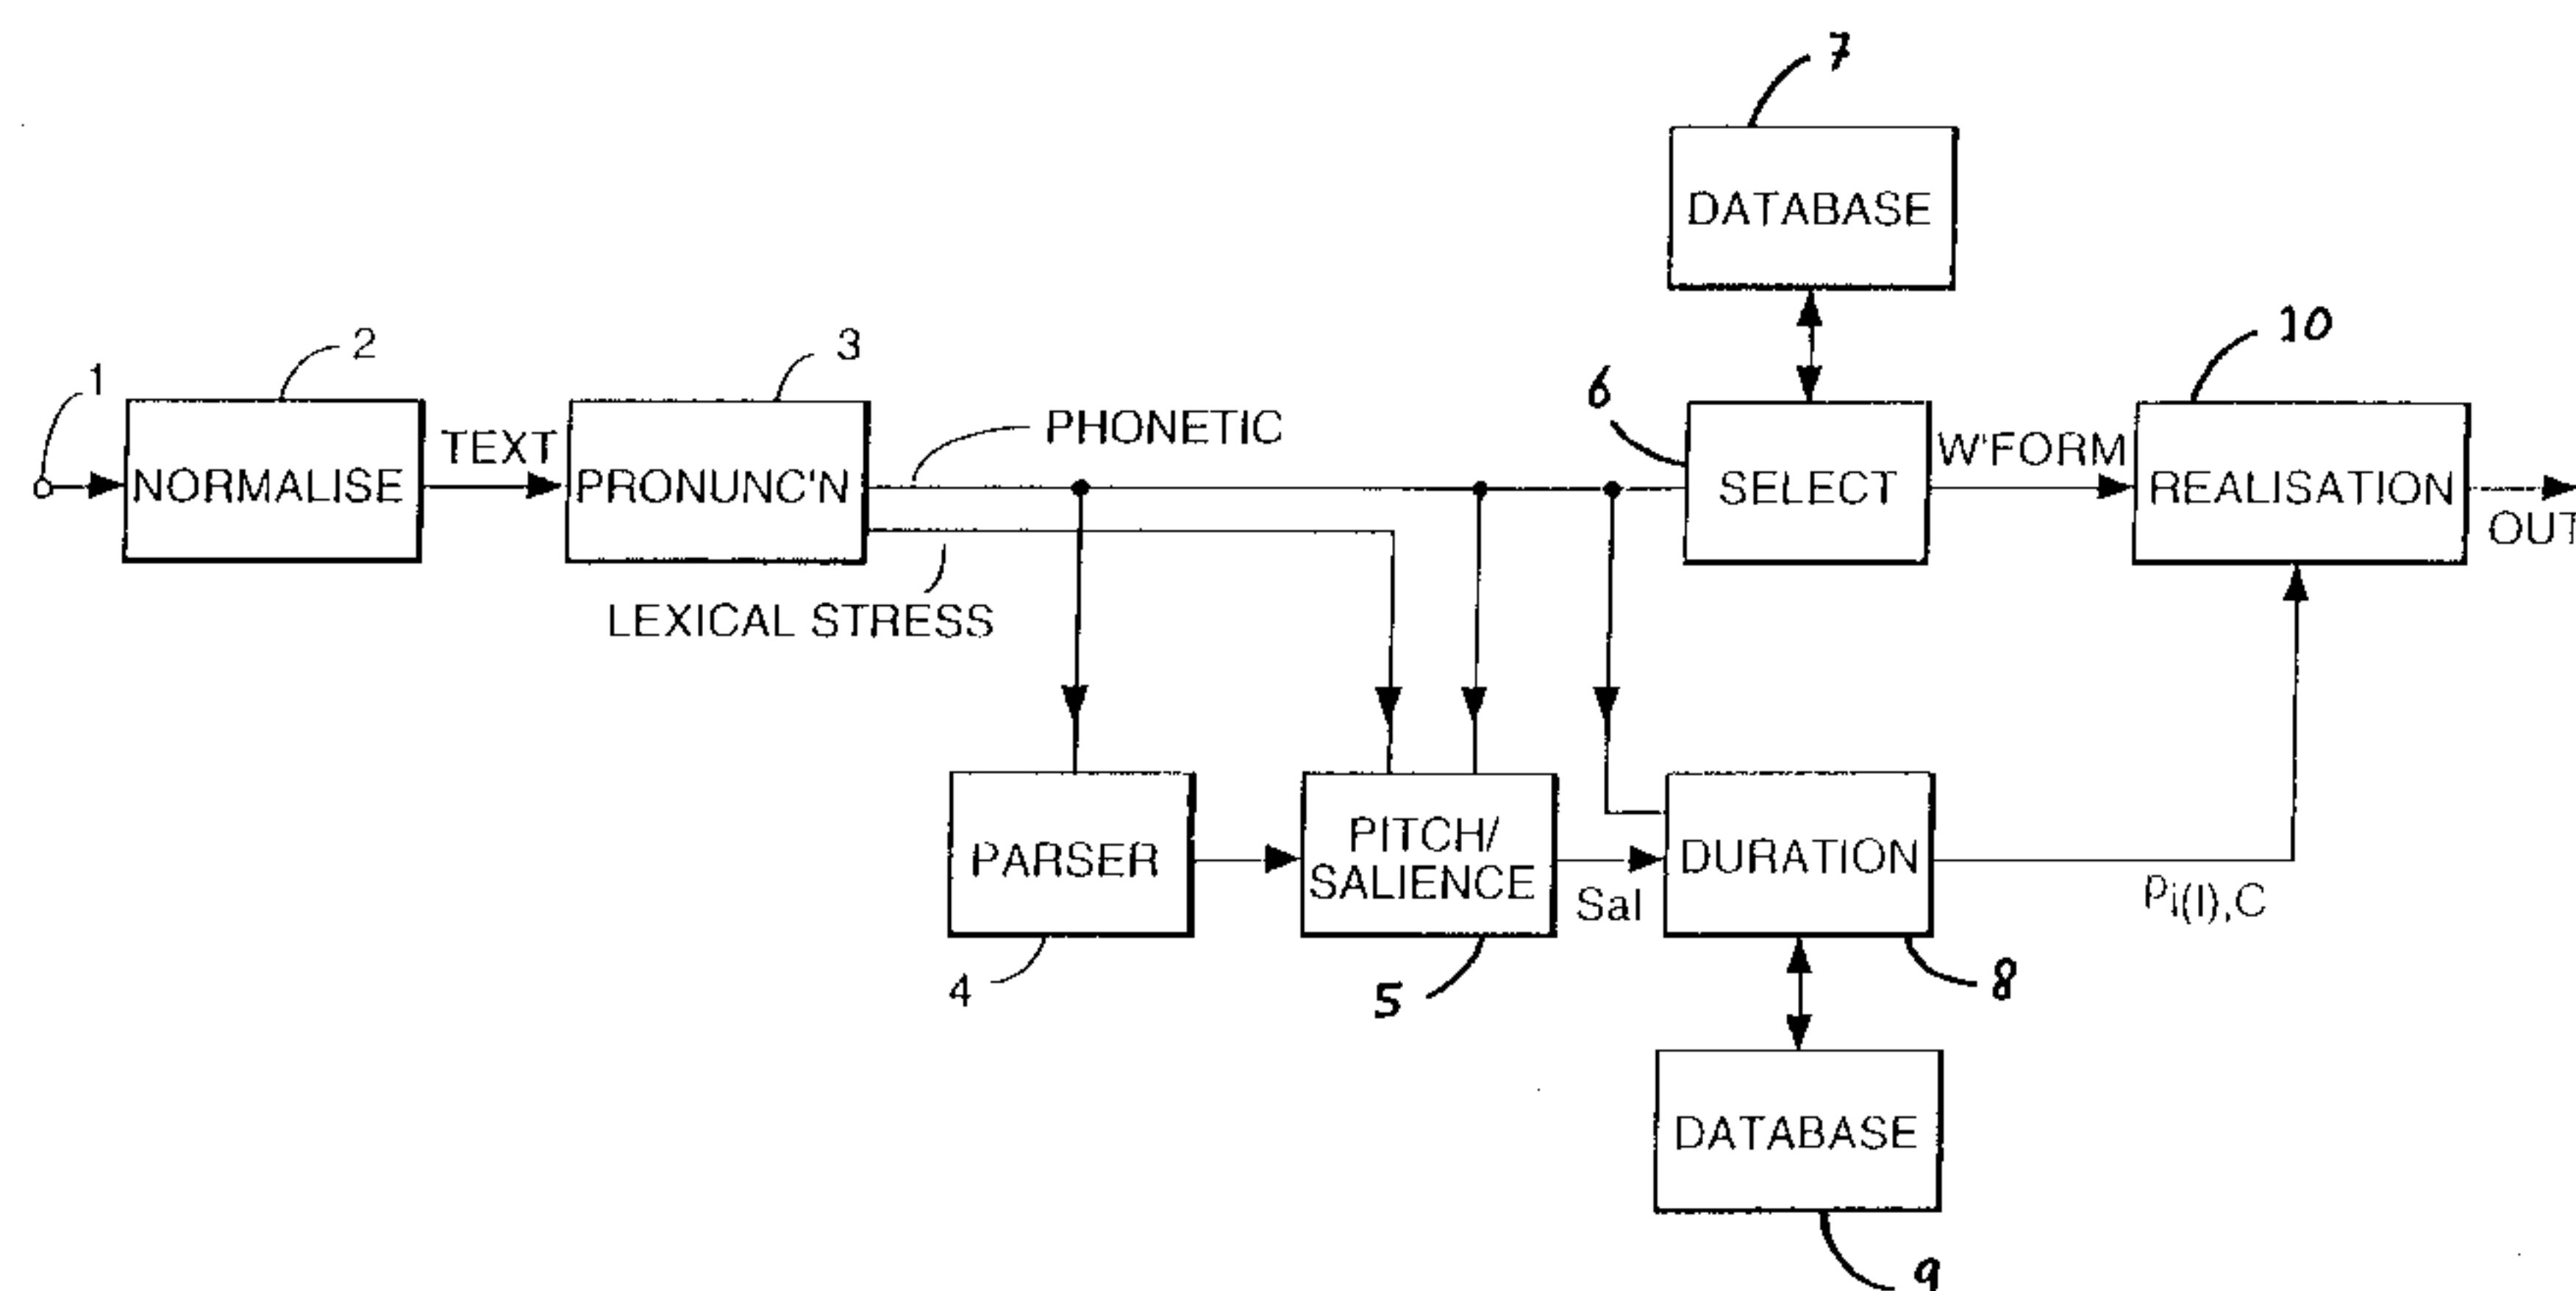 7
DATABASE
10
2
3
6
1
PHONETIC
TEXT
W'FORM
NORMALISE
PRONUNC'N
SELECT
REALISATION
OUT
LEXICAL STRESS
PITCH/
SALIENCE
PARSER
DURATION
Sal
Pi(I),C
4
5
8
DATABASE
9